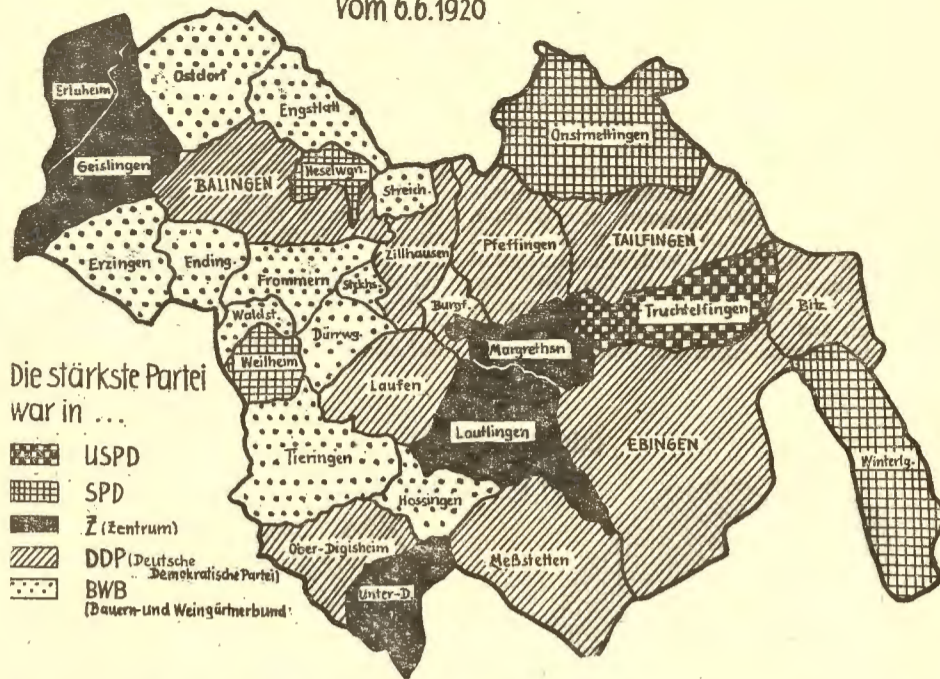 vom 6.6.1920
Erlaheim
Ostdorf
Engstlatt
Onstmettingen
Geislingen
BALINGEN
Heselwgn.
Streich.
Zillhausen
Pfeffingen
TAILFINGEN
Erzingen
Ending.
Frommern
Stckhs.
Burgf.
Truchtelfingen
Bitz
Waldst.
Dürrwg.
Margrethsn.
Weilheim
Laufen
Lautlingen
EBINGEN
Winterlg.
Tieringen
Hossingen
Ober-Digisheim
Meßstetten
Unter-D.
Die stärkste Partei
war in ...
USPD
SPD
Z (Zentrum)
DDP (Deutsche
Demokratische Partei)
BWB
(Bauern-und Weingärtnerbund